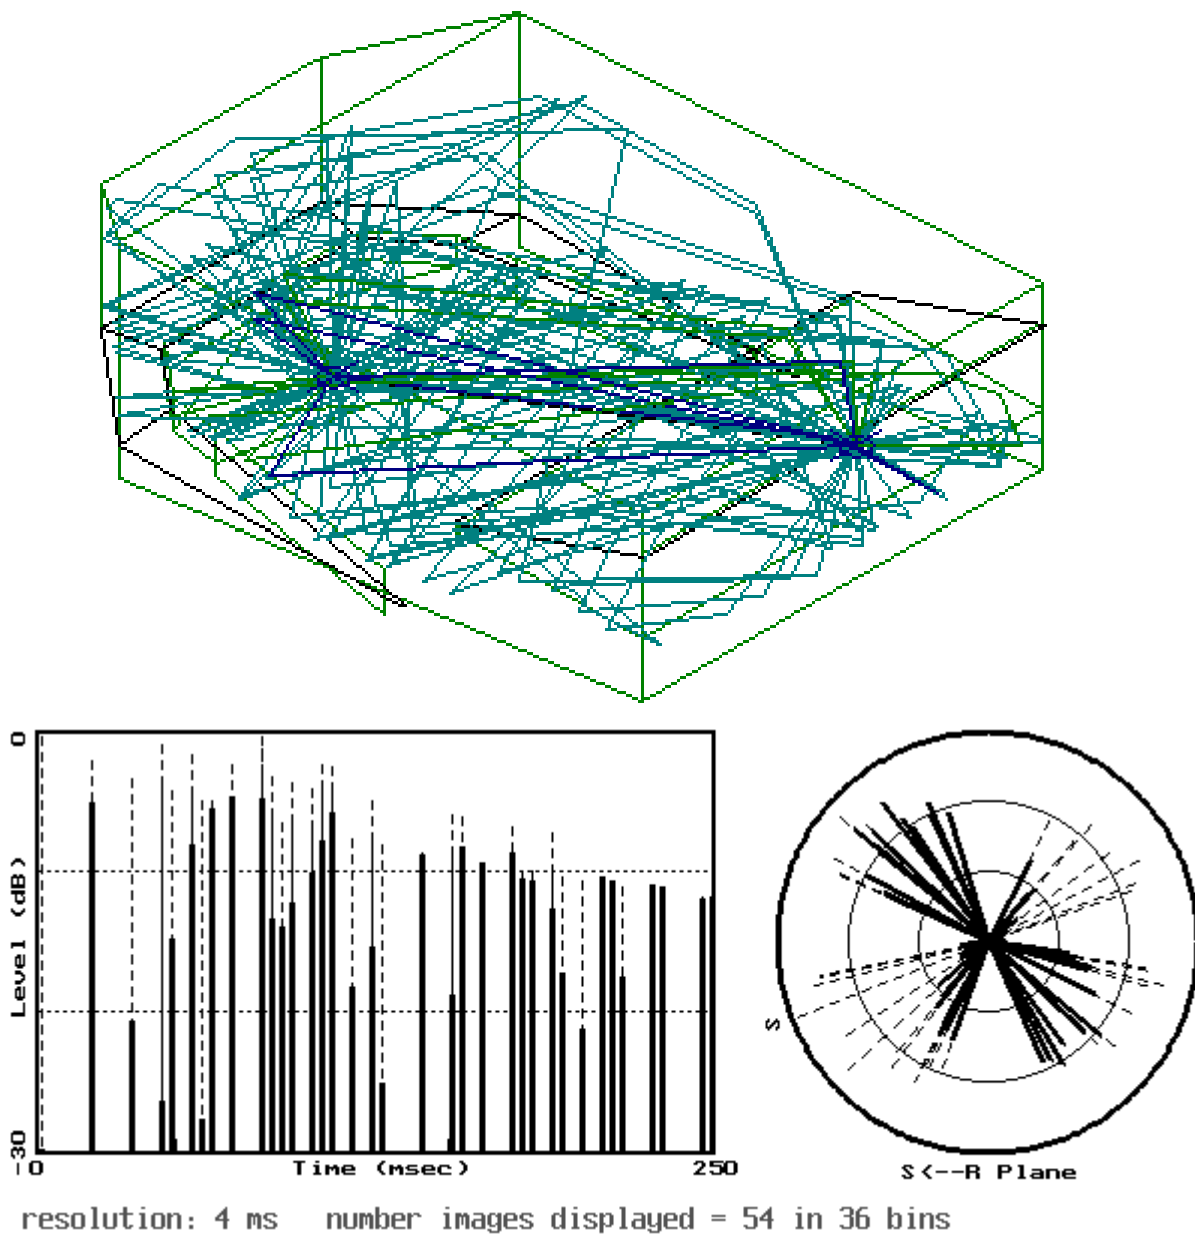 0
Level (dB)
-30
0
Time (msec)
250
S
S<--R Plane
resolution: 4 ms number images displayed = 54 in 36 bins